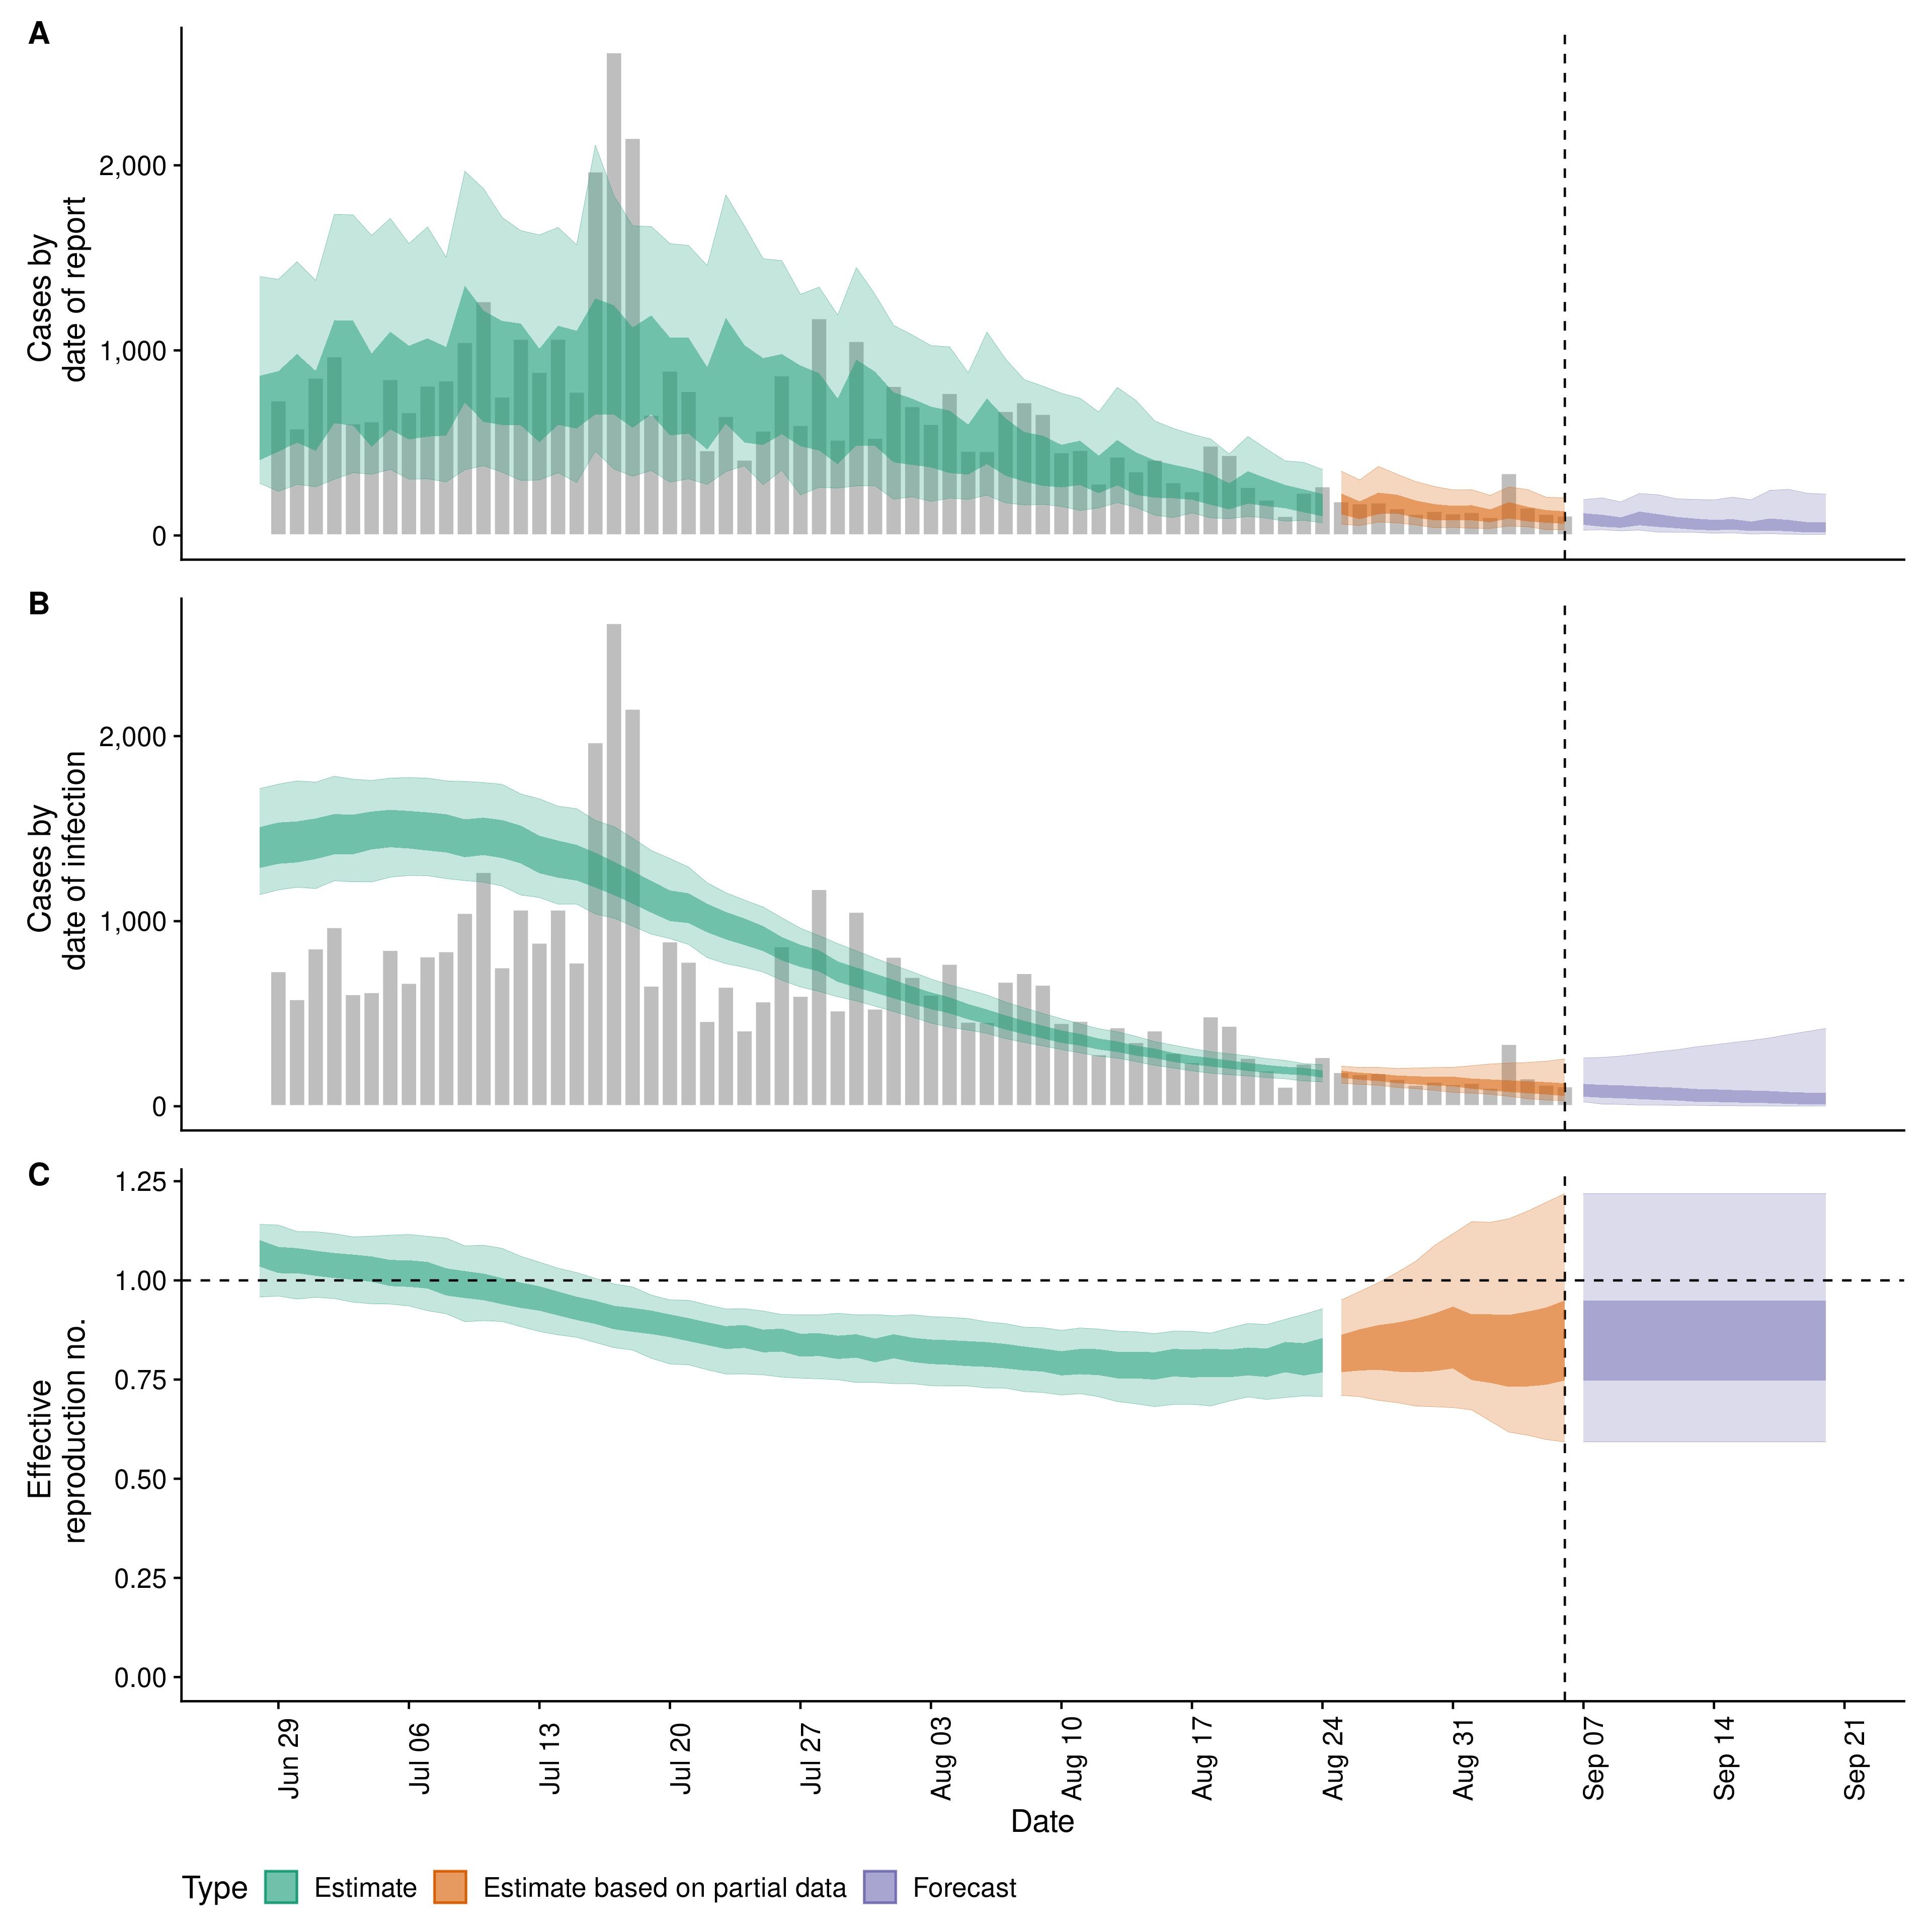 A
Cases by
date of report
2,000
1,000
0
B
Cases by
date of infection
2,000
1,000
0
C
Effective
reproduction no.
1.25
1.00
0.75
0.50
0.25
0.00
Jun 29
Jul 06
Jul 13
Jul 20
Jul 27
Aug 03
Aug 10
Aug 17
Aug 24
Aug 31
Sep 07
Sep 14
Sep 21
Date
Type Estimate Estimate based on partial data Forecast